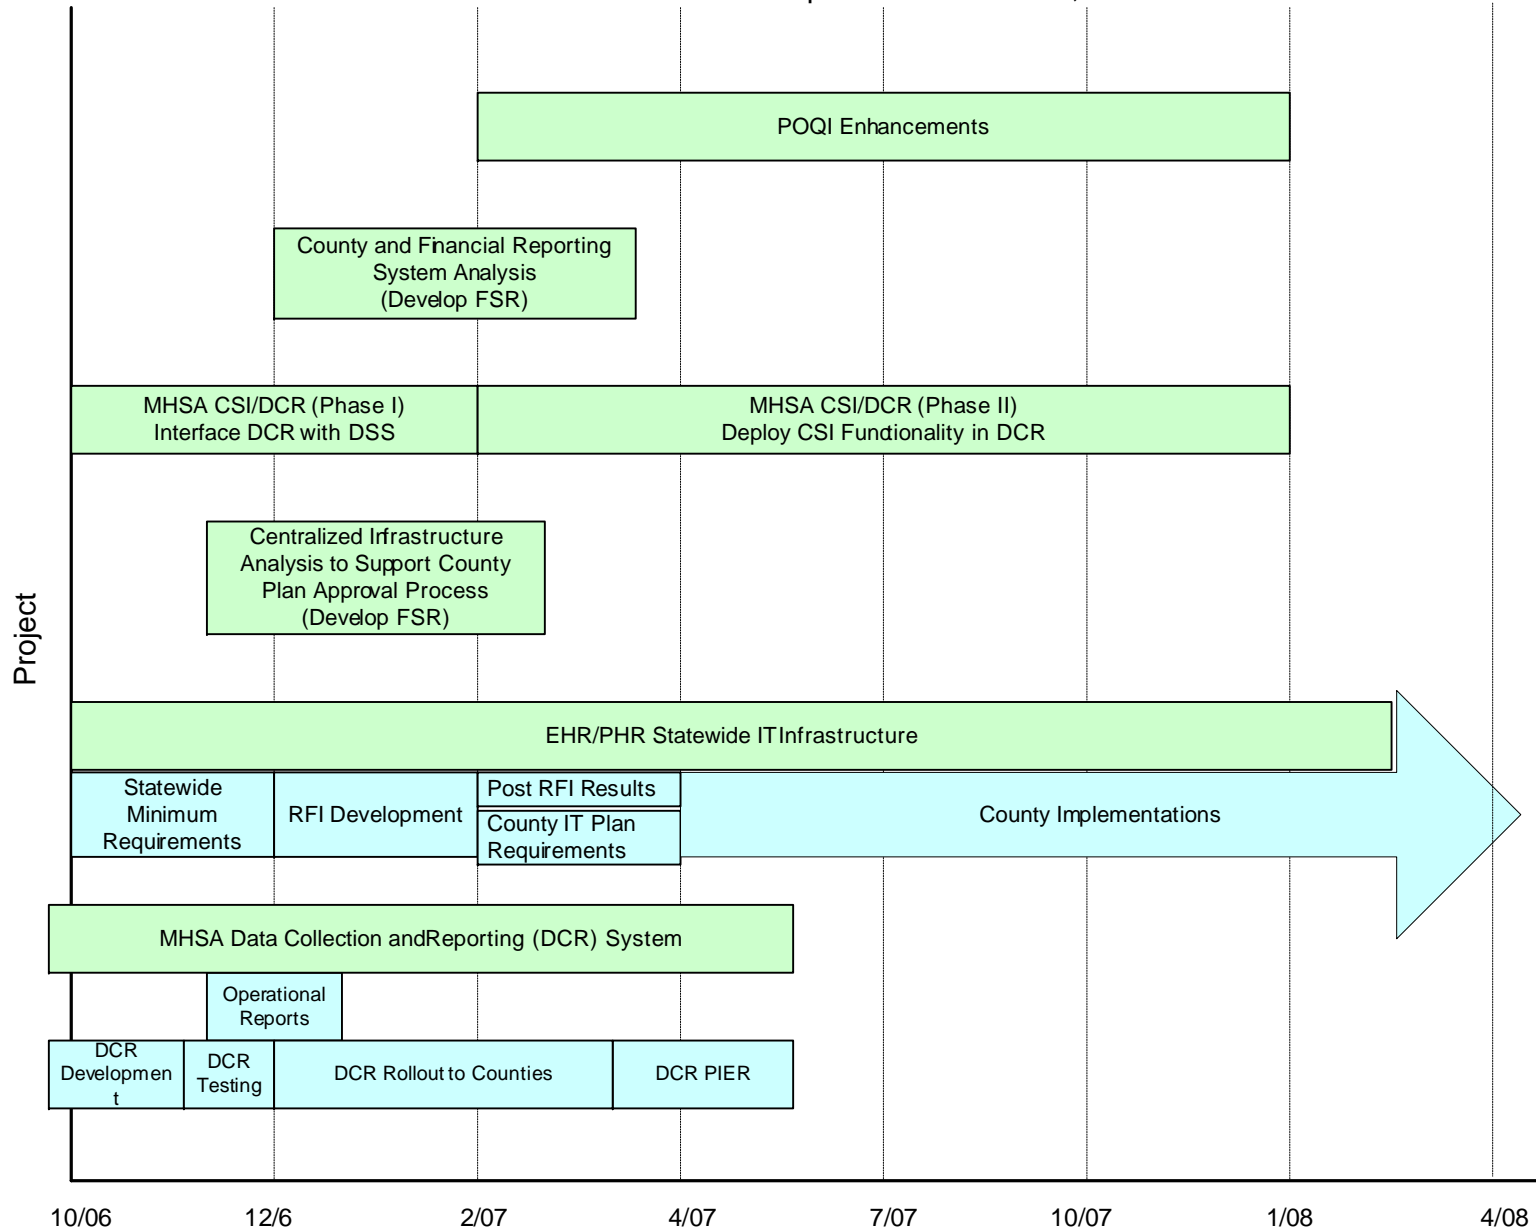 POQI Enhancements
County and Financial Reporting
System Analysis
(Develop FSR)
MHSA CSI/DCR (Phase I)
Interface DCR with DSS
MHSA CSI/DCR (Phase II)
Deploy CSI Functionality in DCR
Centralized Infrastructure
Analysis to Support County
Plan Approval Process
(Develop FSR)
Project
EHR/PHR Statewide IT Infrastructure
Statewide
Minimum
Requirements
RFI Development
Post RFI Results
County IT Plan
Requirements
County Implementations
MHSA Data Collection andReporting (DCR) System
Operational
Reports
DCR
Developmen
t
DCR
Testing
DCR Rollout to Counties
DCR PIER
10/06
12/6
2/07
4/07
7/07
10/07
1/08
4/08